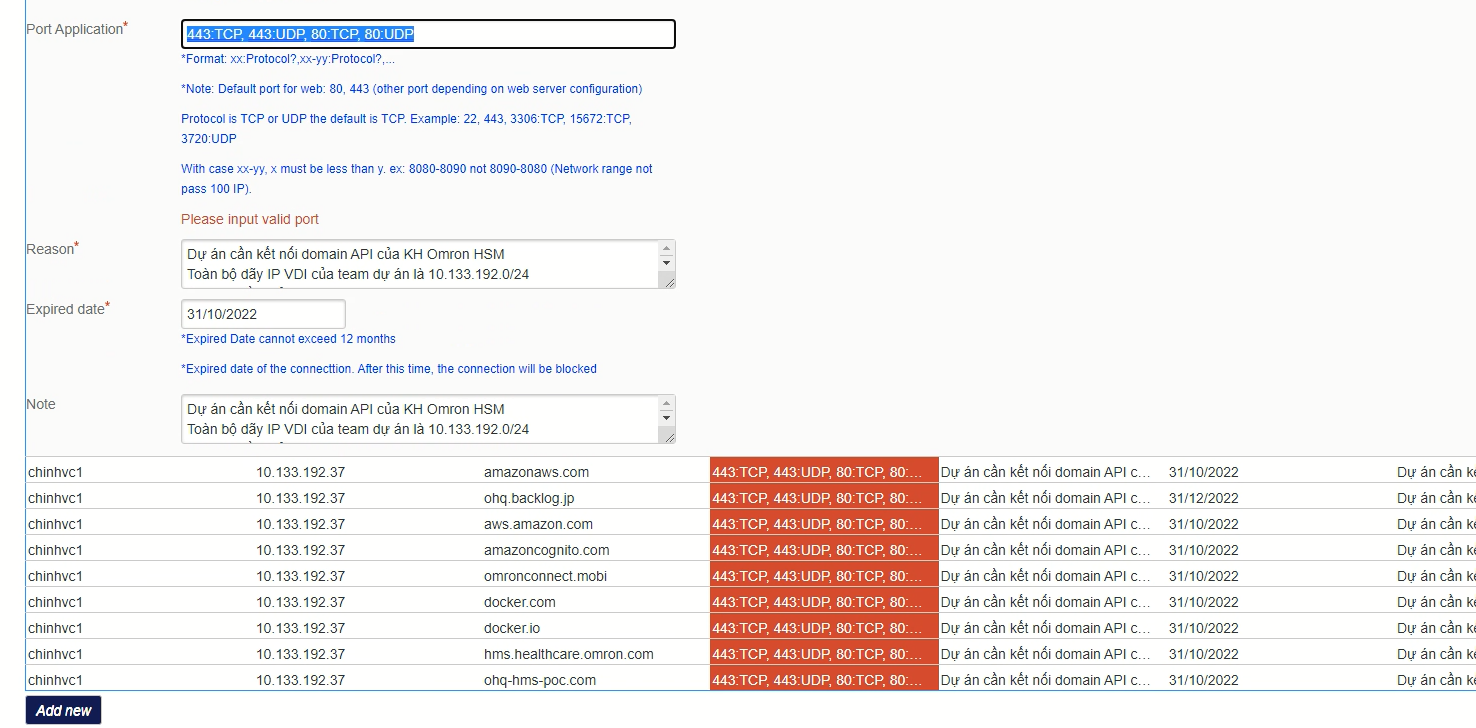 Port Application*
443:TCP, 443:UDP, 80:TCP, 80:UDP
*Format: xx:Protocol?,xx-yy:Protocol?,...
*Note: Default port for web: 80, 443 (other port depending on web server configuration)
Protocol is TCP or UDP the default is TCP. Example: 22, 443, 3306:TCP, 15672:TCP,
3720:UDP
With case xx-yy, x must be less than y. ex: 8080-8090 not 8090-8080 (Network range not
pass 100 IP).
Please input valid port
Reason*
Dự án cần kết nối domain API của KH Omron HSM
Toàn bộ dãy IP VDI của team dự án là 10.133.192.0/24
Expired date*
31/10/2022
*Expired Date cannot exceed 12 months
*Expired date of the connecttion. After this time, the connection will be blocked
Note
Dự án cần kết nối domain API của KH Omron HSM
Toàn bộ dãy IP VDI của team dự án là 10.133.192.0/24
chinhvc1 10.133.192.37 amazonaws.com 443:TCP, 443:UDP, 80:TCP, 80:... Dự án cần kết nối domain API c... 31/10/2022 Dự án cần kế
chinhvc1 10.133.192.37 ohq.backlog.jp 443:TCP, 443:UDP, 80:TCP, 80:... Dự án cần kết nối domain API c... 31/12/2022 Dự án cần kế
chinhvc1 10.133.192.37 aws.amazon.com 443:TCP, 443:UDP, 80:TCP, 80:... Dự án cần kết nối domain API c... 31/10/2022 Dự án cần kế
chinhvc1 10.133.192.37 amazoncognito.com 443:TCP, 443:UDP, 80:TCP, 80:... Dự án cần kết nối domain API c... 31/10/2022 Dự án cần kế
chinhvc1 10.133.192.37 omronconnect.mobi 443:TCP, 443:UDP, 80:TCP, 80:... Dự án cần kết nối domain API c... 31/10/2022 Dự án cần kế
chinhvc1 10.133.192.37 docker.com 443:TCP, 443:UDP, 80:TCP, 80:... Dự án cần kết nối domain API c... 31/10/2022 Dự án cần kế
chinhvc1 10.133.192.37 docker.io 443:TCP, 443:UDP, 80:TCP, 80:... Dự án cần kết nối domain API c... 31/10/2022 Dự án cần kế
chinhvc1 10.133.192.37 hms.healthcare.omron.com 443:TCP, 443:UDP, 80:TCP, 80:... Dự án cần kết nối domain API c... 31/10/2022 Dự án cần kế
chinhvc1 10.133.192.37 ohq-hms-poc.com 443:TCP, 443:UDP, 80:TCP, 80:... Dự án cần kết nối domain API c... 31/10/2022 Dự án cần kế
Add new